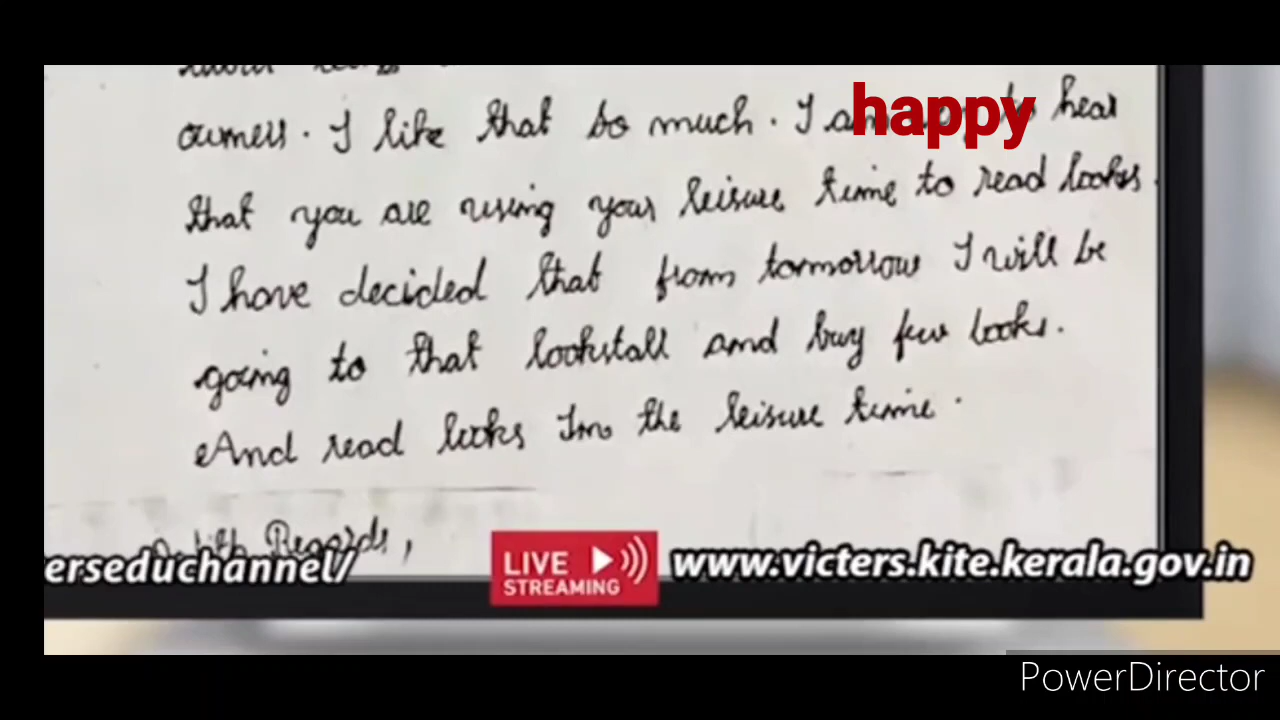 owners. I like that so much. I am happy to hear
that you are using your leisure time to read books.
I have decided that from tomorrow I will be
going to that bookstall and buy few books.
And read books In the leisure time.
With Regards,
erseduchannel/ LIVE STREAMING www.victers.kite.kerala.gov.in
PowerDirector